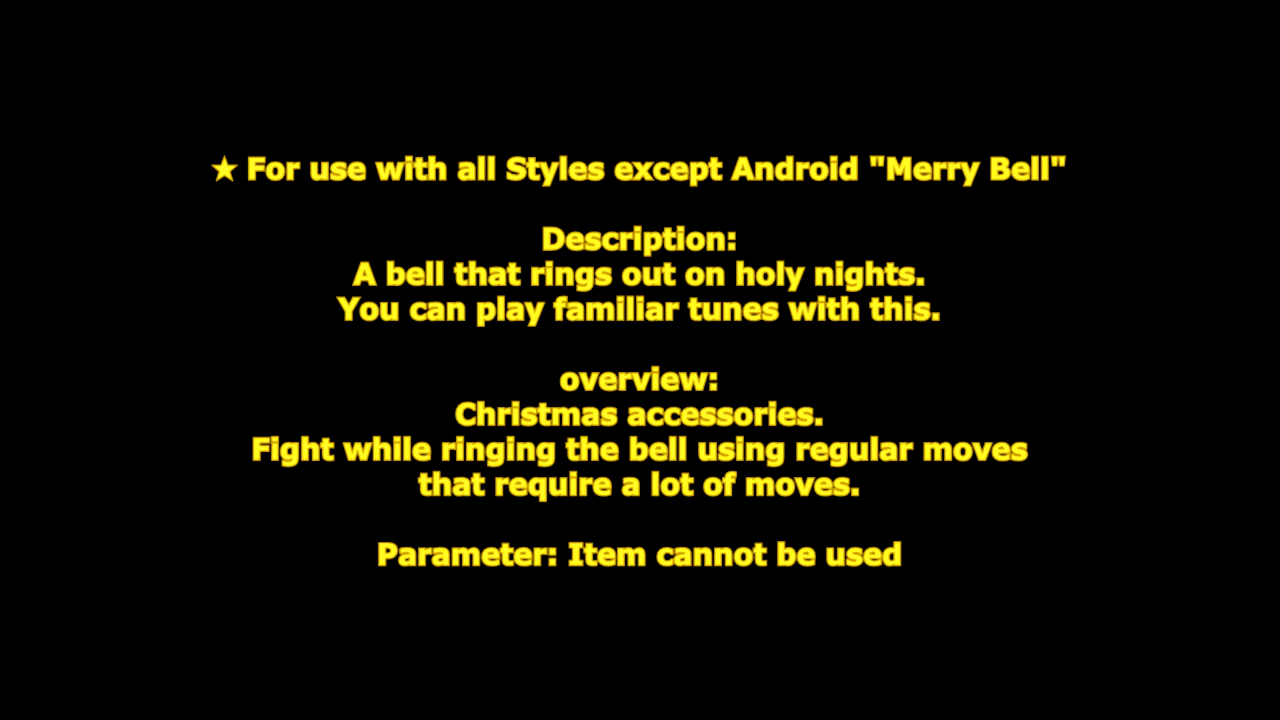 ★ For use with all Styles except Android "Merry Bell"
Description:
A bell that rings out on holy nights.
You can play familiar tunes with this.
overview:
Christmas accessories.
Fight while ringing the bell using regular moves
that require a lot of moves.
Parameter: Item cannot be used